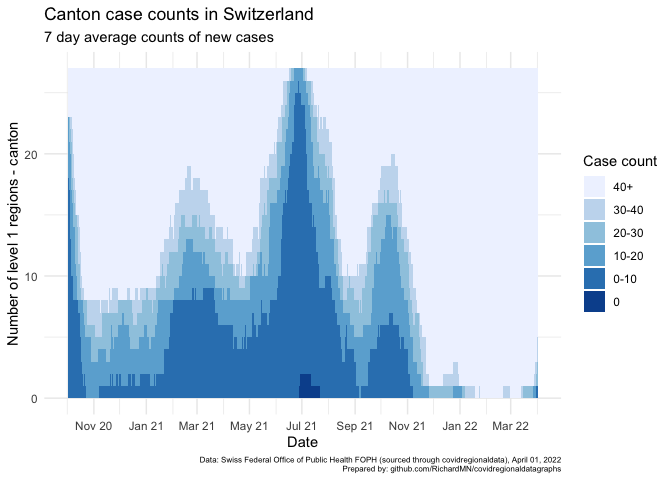 Canton case counts in Switzerland
7 day average counts of new cases
Number of level 1 regions - canton
20
10
0
Nov 20 Jan 21 Mar 21 May 21 Jul 21 Sep 21 Nov 21 Jan 22 Mar 22
Date
Case count
40+
30-40
20-30
10-20
0-10
0
Data: Swiss Federal Office of Public Health FOPH (sourced through covidregionaldata), April 01, 2022
Prepared by: github.com/RichardMN/covidregionaldatagraphs